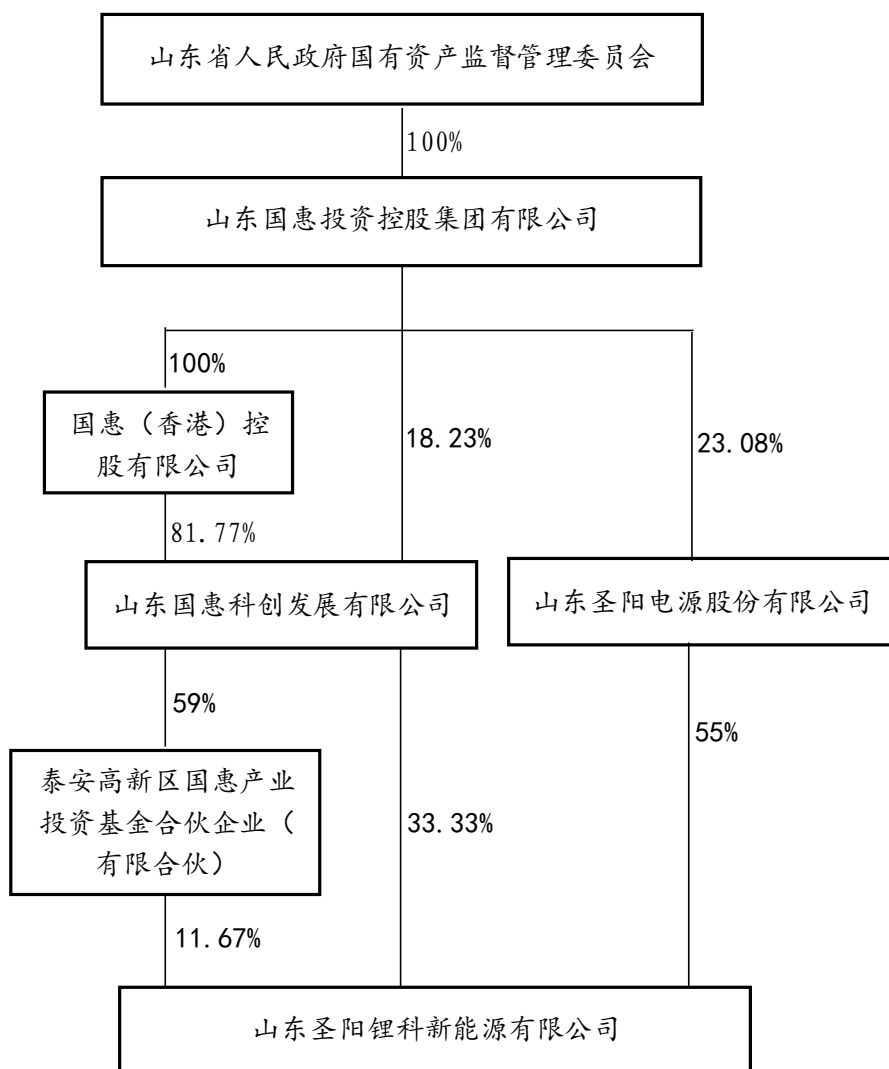 山东省人民政府国有资产监督管理委员会
100%
山东国惠投资控股集团有限公司
100%
国惠（香港）控
股有限公司
18.23%
23.08%
81.77%
山东国惠科创发展有限公司
山东圣阳电源股份有限公司
59%
55%
泰安高新区国惠产业
投资基金合伙企业（
有限合伙）
33.33%
11.67%
山东圣阳锂科新能源有限公司